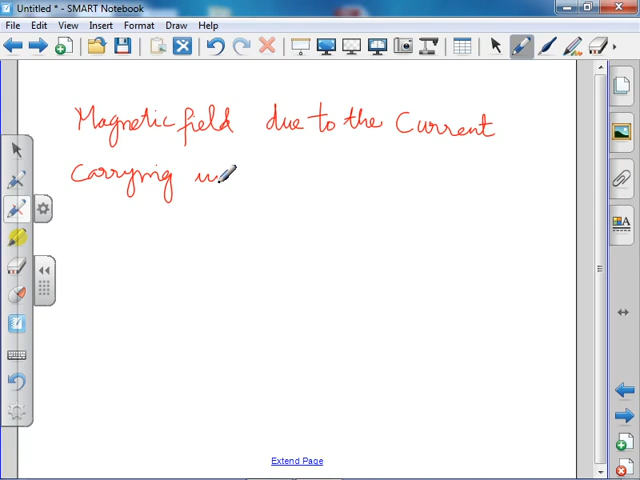 Untitled * - SMART Notebook
File Edit View Insert Format Tools Draw Help
Magnetic field due to the Current
Carrying w
Extend Page